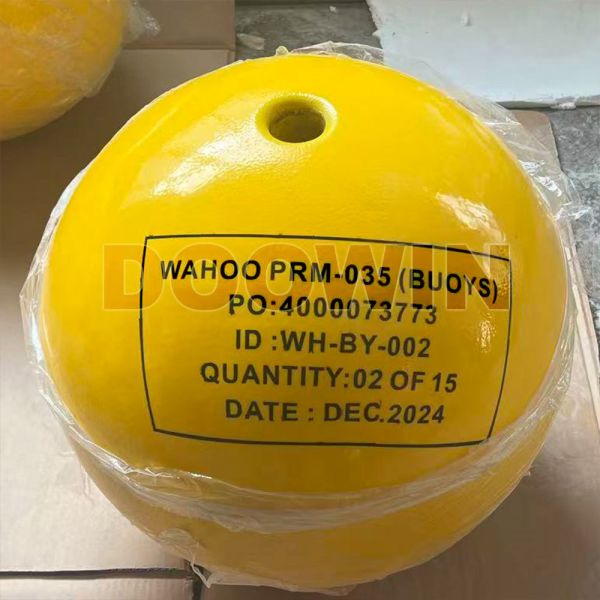 DOOWIN
WAHOO PRM-035 (BUOYS)
PO:4000073773
ID :WH-BY-002
QUANTITY:02 OF 15
DATE : DEC.2024